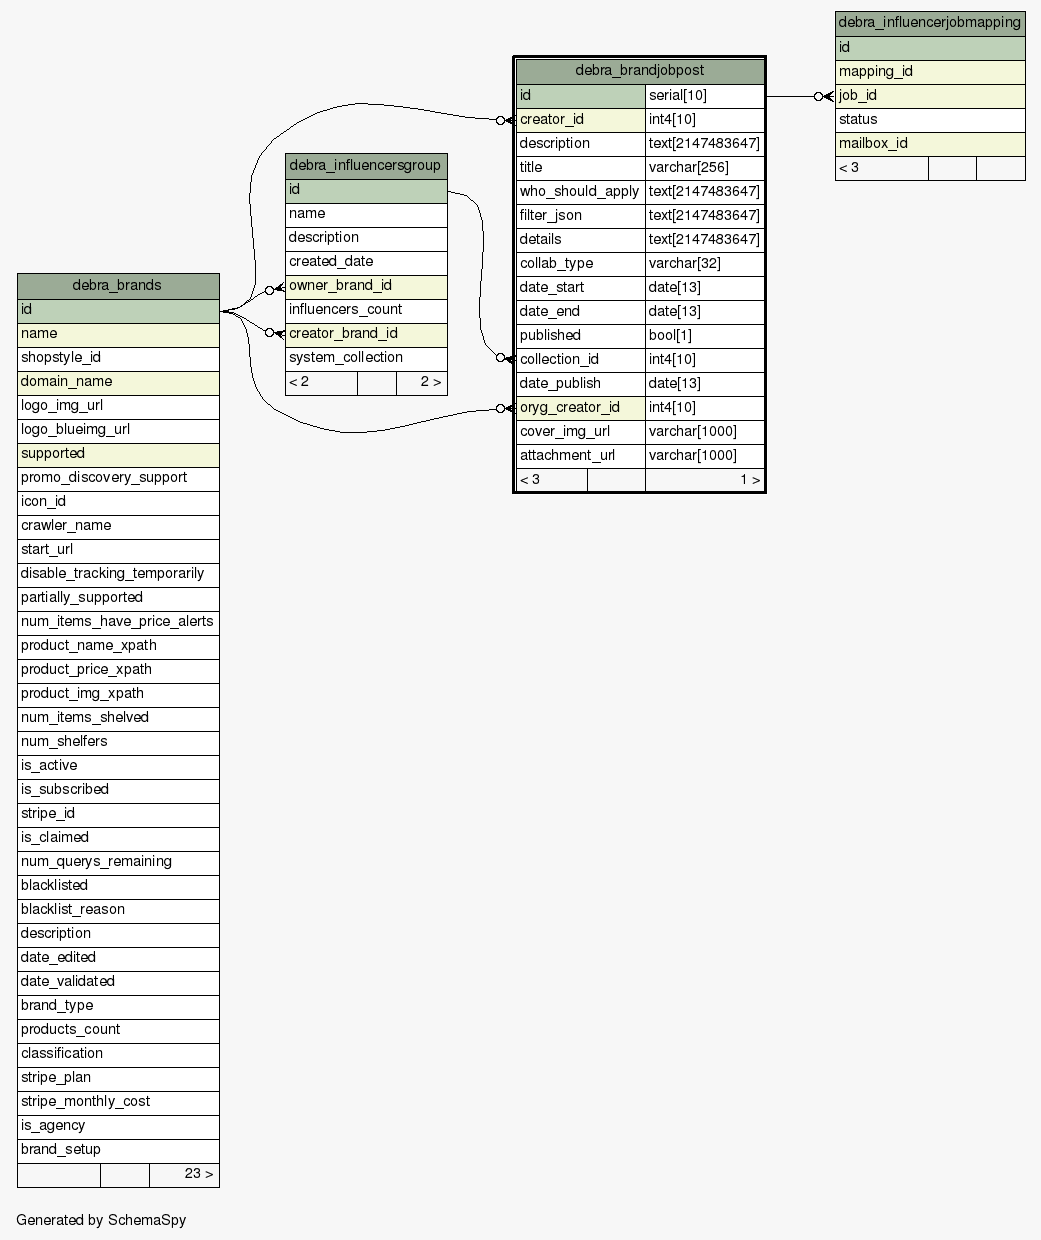 debra_brands
id
name
shopstyle_id
domain_name
logo_img_url
logo_blueimg_url
supported
promo_discovery_support
icon_id
crawler_name
start_url
disable_tracking_temporarily
partially_supported
num_items_have_price_alerts
product_name_xpath
product_price_xpath
product_img_xpath
num_items_shelved
num_shelfers
is_active
is_subscribed
stripe_id
is_claimed
num_querys_remaining
blacklisted
blacklist_reason
description
date_edited
date_validated
brand_type
products_count
classification
stripe_plan
stripe_monthly_cost
is_agency
brand_setup
23 >
debra_influencersgroup
id
name
description
created_date
owner_brand_id
influencers_count
creator_brand_id
system_collection
< 2 2 >
debra_brandjobpost
id serial[10]
creator_id int4[10]
description text[2147483647]
title varchar[256]
who_should_apply text[2147483647]
filter_json text[2147483647]
details text[2147483647]
collab_type varchar[32]
date_start date[13]
date_end date[13]
published bool[1]
collection_id int4[10]
date_publish date[13]
oryg_creator_id int4[10]
cover_img_url varchar[1000]
attachment_url varchar[1000]
< 3 1 >
debra_influencerjobmapping
id
mapping_id
job_id
status
mailbox_id
< 3
Generated by SchemaSpy